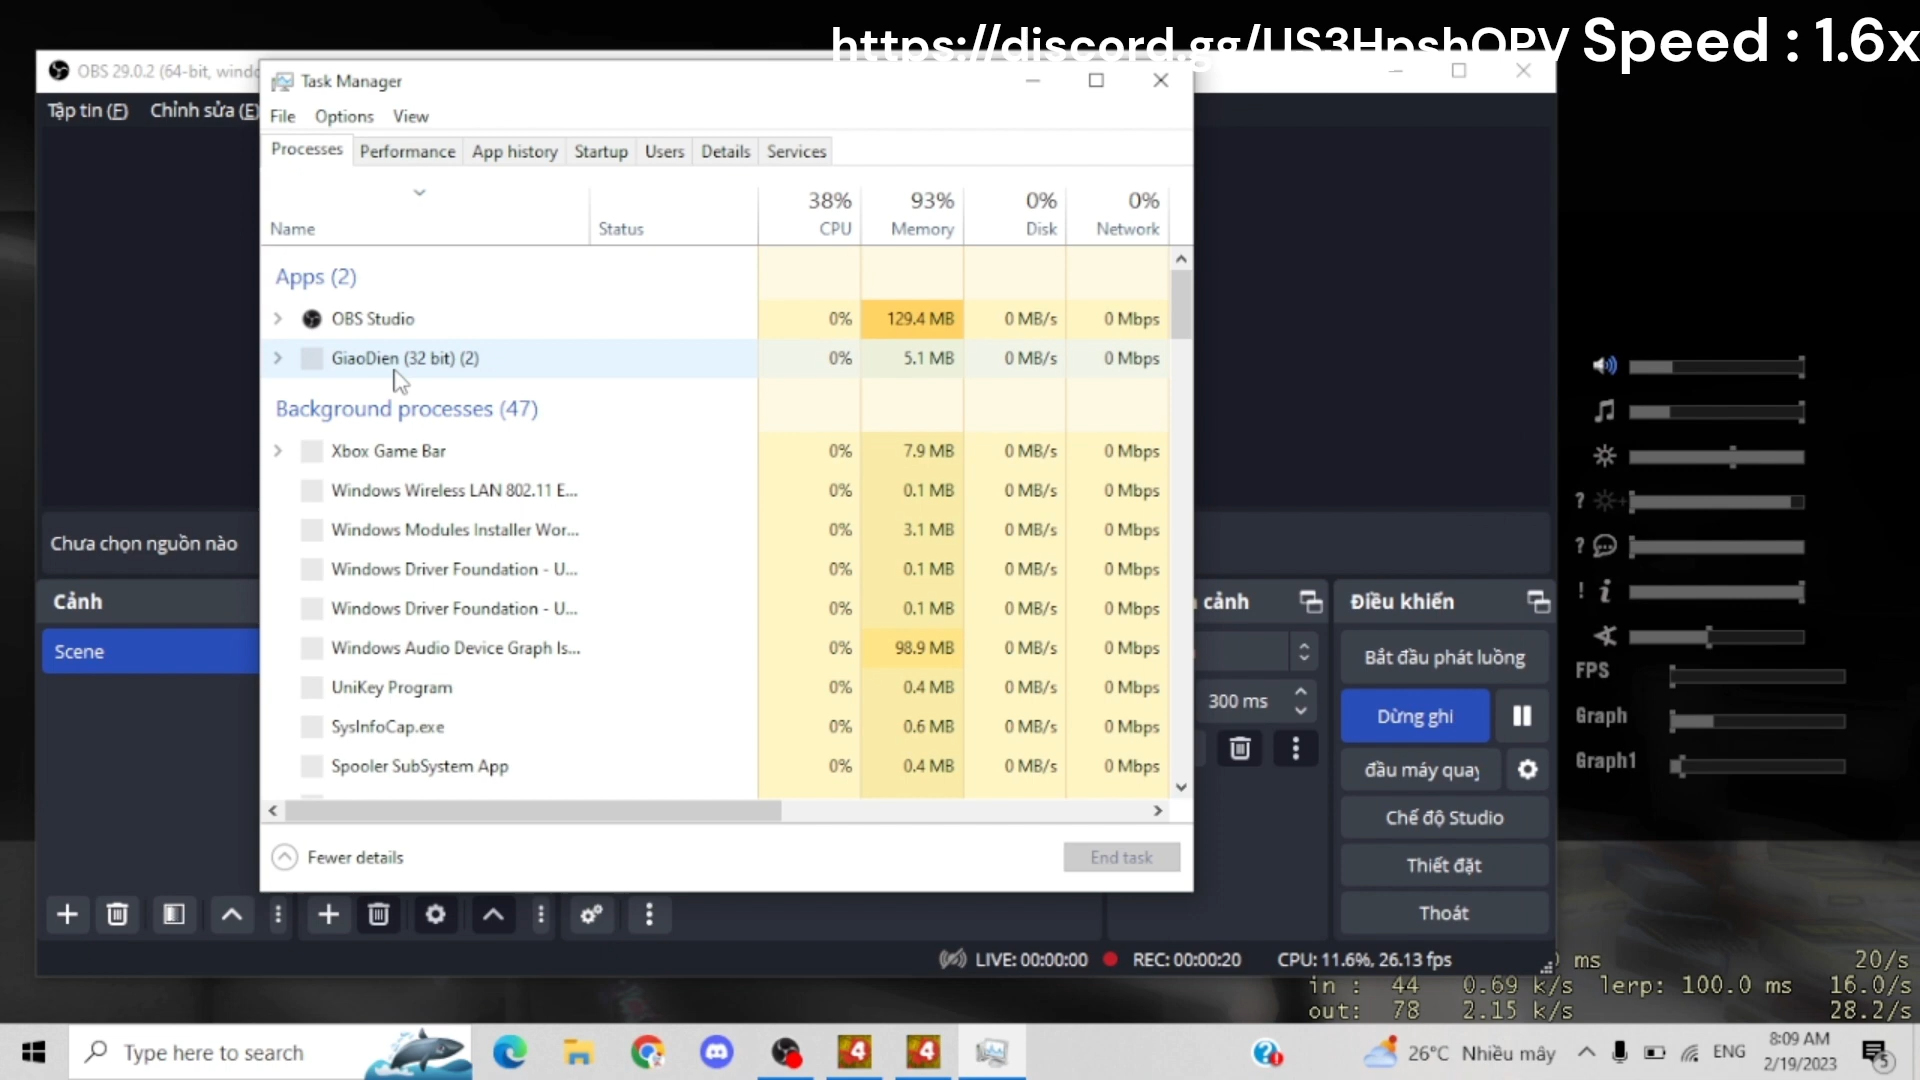 https://discord.gg/US3HpshQPV Speed : 1.6x
OBS 29.0.2 (64-bit, windo
Tập tin (F) Chỉnh sửa (E)
Task Manager
File Options View
Processes Performance App history Startup Users Details Services
38% 93% 0% 0%
Name Status CPU Memory Disk Network
Apps (2)
OBS Studio 0% 129.4 MB 0 MB/s 0 Mbps
GiaoDien (32 bit) (2) 0% 5.1 MB 0 MB/s 0 Mbps
Background processes (47)
Xbox Game Bar 0% 7.9 MB 0 MB/s 0 Mbps
Windows Wireless LAN 802.11 E... 0% 0.1 MB 0 MB/s 0 Mbps
Windows Modules Installer Wor... 0% 3.1 MB 0 MB/s 0 Mbps
Windows Driver Foundation - U... 0% 0.1 MB 0 MB/s 0 Mbps
Windows Driver Foundation - U... 0% 0.1 MB 0 MB/s 0 Mbps
Windows Audio Device Graph Is... 0% 98.9 MB 0 MB/s 0 Mbps
UniKey Program 0% 0.4 MB 0 MB/s 0 Mbps
SysInfoCap.exe 0% 0.6 MB 0 MB/s 0 Mbps
Spooler SubSystem App 0% 0.4 MB 0 MB/s 0 Mbps
Fewer details End task
Chưa chọn nguồn nào
Cảnh
Scene
cảnh
300 ms
Điều khiển
Bắt đầu phát luồng
Dừng ghi
đầu máy quay
Chế độ Studio
Thiết đặt
Thoát
LIVE: 00:00:00 REC: 00:00:20 CPU: 11.6%, 26.13 fps
?
?
!
FPS
Graph
Graph1
ms 20/s
in : 44 0.69 k/s lerp: 100.0 ms 16.0/s
out: 78 2.15 k/s 28.2/s
Type here to search
4 4
26°C Nhiều mây ENG
8:09 AM
2/19/2023
5